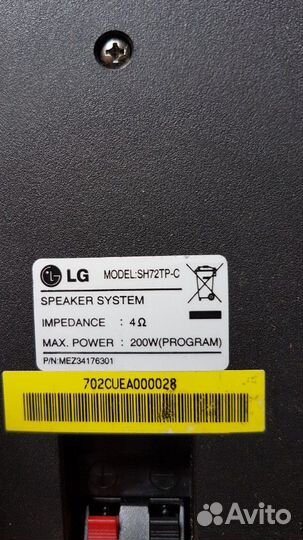 LG MODEL:SH72TP-C
SPEAKER SYSTEM
IMPEDANCE : 4Ω
MAX. POWER : 200W(PROGRAM)
P/N:MEZ34176301
702CUEA000028
Avito